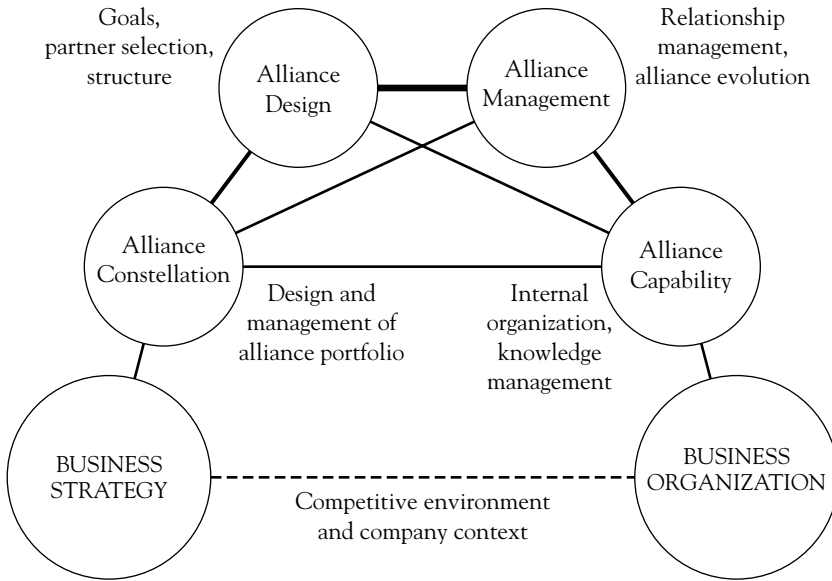 Goals,
partner selection,
structure
Alliance
Design
Alliance
Management
Relationship
management,
alliance evolution
Alliance
Constellation
Alliance
Capability
Design and
management of
alliance portfolio
Internal
organization,
knowledge
management
BUSINESS
STRATEGY
BUSINESS
ORGANIZATION
Competitive environment
and company context